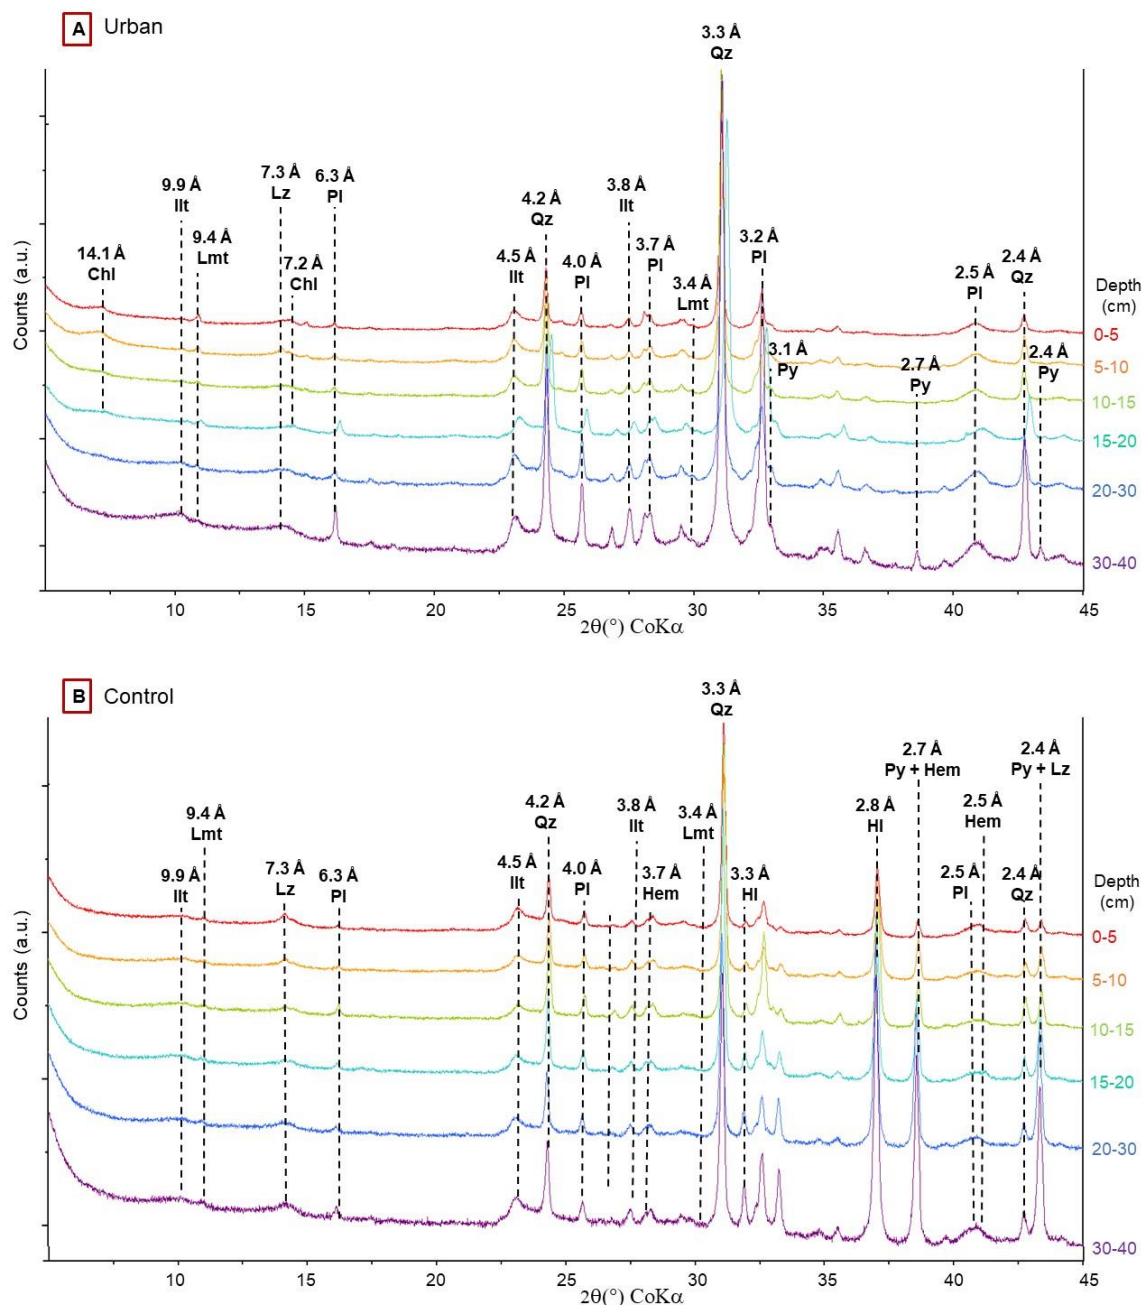 A Urban
3.3 Å
Qz
7.3 Å
Lz
6.3 Å
Pl
9.9 Å
Ilt
9.4 Å
Lmt
4.2 Å
Qz
3.8 Å
Ilt
14.1 Å
Chl
7.2 Å
Chl
4.5 Å
Ilt
4.0 Å
Pl
3.7 Å
Pl
3.4 Å
Lmt
3.2 Å
Pl
3.1 Å
Py
2.7 Å
Py
2.5 Å
Pl
2.4 Å
Qz
2.4 Å
Py
Depth
(cm)
0-5
5-10
10-15
15-20
20-30
30-40
Counts (a.u.)
10 15 20 25 30 35 40 45
2θ(°) CoKα
B Control
3.3 Å
Qz
2.7 Å
Py + Hem
2.4 Å
Py + Lz
9.4 Å
Lmt
4.2 Å
Qz
3.8 Å
Ilt
3.4 Å
Lmt
2.8 Å
Hl
2.5 Å
Hem
9.9 Å
Ilt
7.3 Å
Lz
6.3 Å
Pl
4.5 Å
Ilt
4.0 Å
Pl
3.7 Å
Hem
3.3 Å
Hl
2.5 Å
Pl
2.4 Å
Qz
Depth
(cm)
0-5
5-10
10-15
15-20
20-30
30-40
Counts (a.u.)
10 15 20 25 30 35 40 45
2θ(°) CoKα